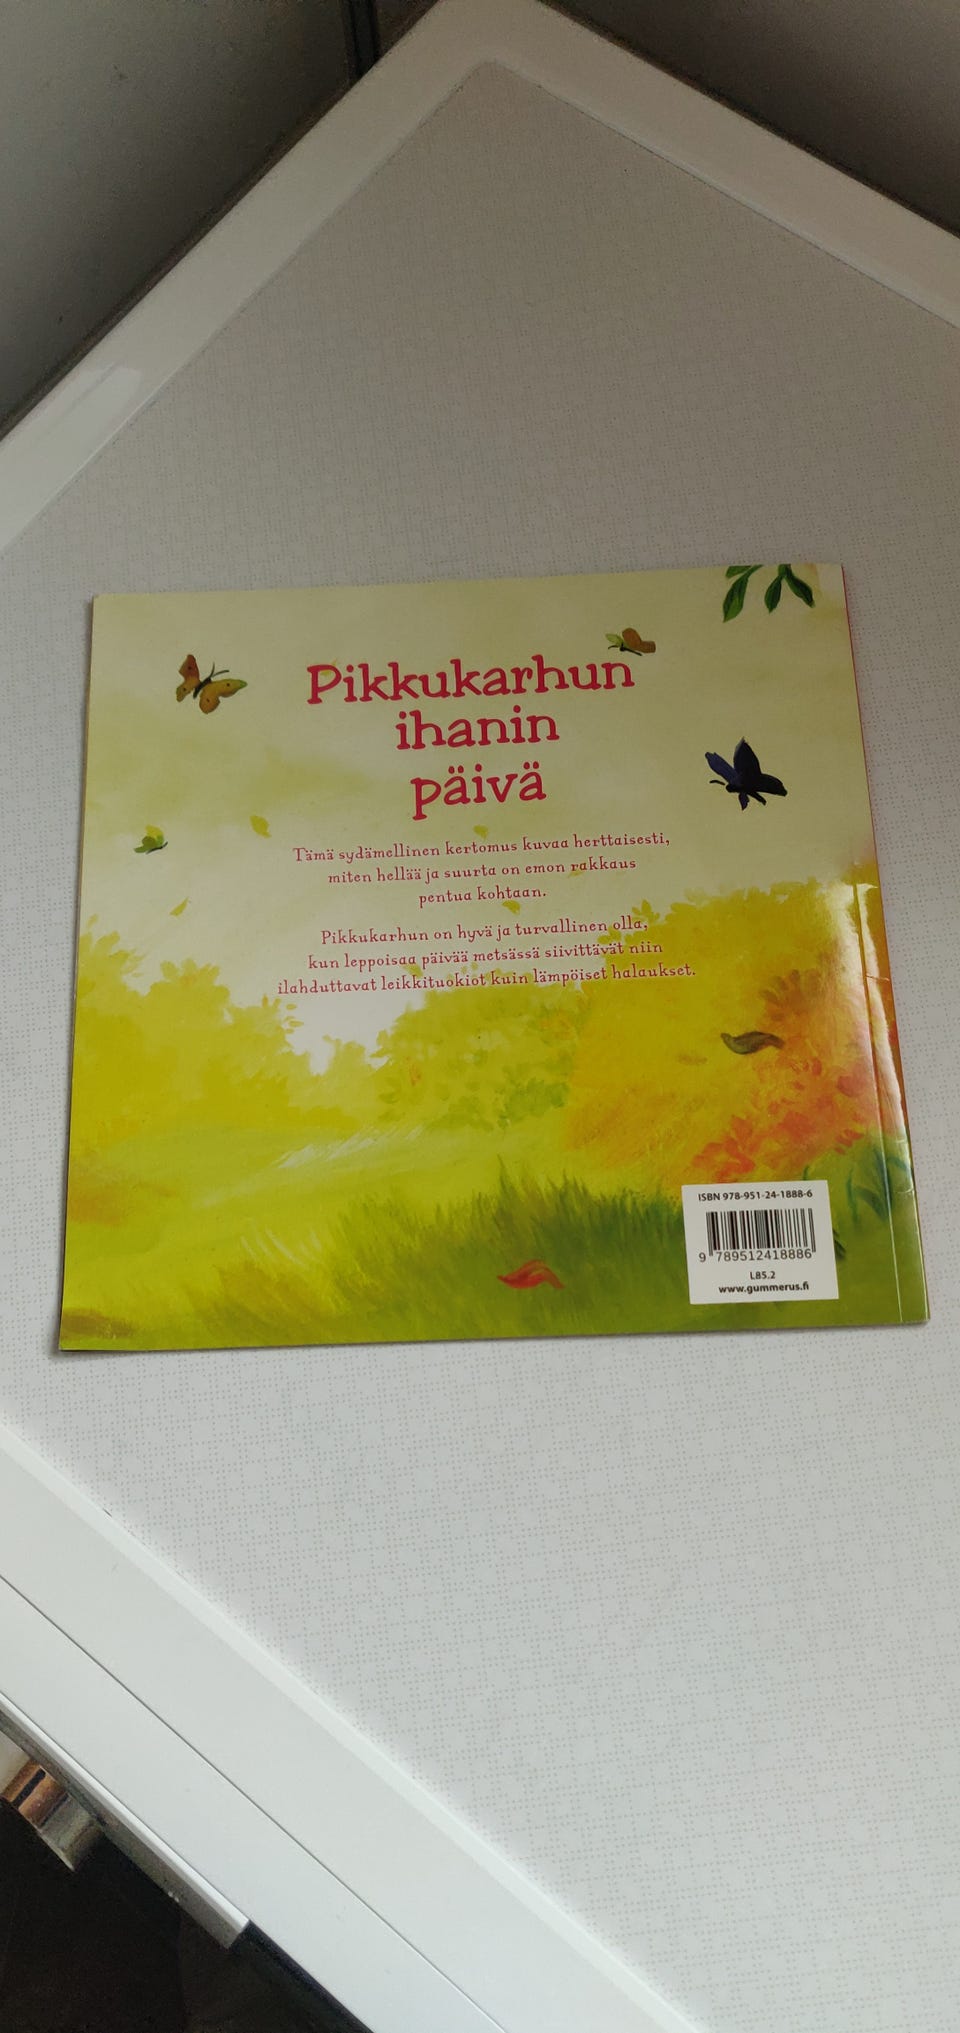 Pikkukarhun
ihanin
päivä
Tämä sydämellinen kertomus kuvaa herttaisesti,
miten hellää ja suurta on emon rakkaus
pentua kohtaan.
Pikkukarhun on hyvä ja turvallinen olla,
kun leppoisaa päivää metsässä siivittävät niin
ilahduttavat leikkituokiot kuin lämpöiset halaukset.
ISBN 978-951-24-1888-6
9 789512 418886
L85.2
www.gummerus.fi